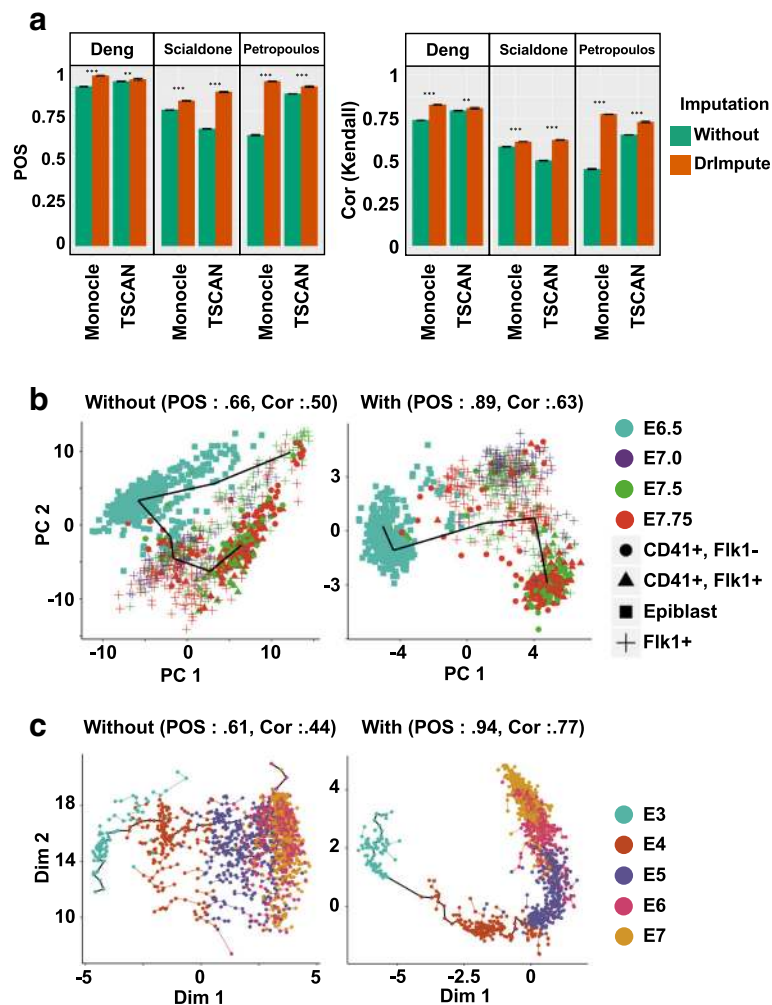 a
Deng Scialdone Petropoulos
POS
1
0.75
0.5
0.25
0
*** ** *** *** *** ***
Monocle TSCAN Monocle TSCAN Monocle TSCAN
Deng Scialdone Petropoulos
Cor (Kendall)
1
0.75
0.5
0.25
0
*** ** *** *** *** ***
Monocle TSCAN Monocle TSCAN Monocle TSCAN
Imputation
Without
DrImpute
b
Without (POS : .66, Cor :.50)
PC 2
10
0
-10
-10 0 10
PC 1
With (POS : .89, Cor :.63)
3
0
-3
-4 0 4
PC 1
E6.5
E7.0
E7.5
E7.75
CD41+, Flk1-
CD41+, Flk1+
Epiblast
Flk1+
c
Without (POS : .61, Cor :.44)
Dim 2
18
14
10
-5 0 5
Dim 1
With (POS : .94, Cor :.77)
4
2
0
-5 -2.5 0
Dim 1
E3
E4
E5
E6
E7